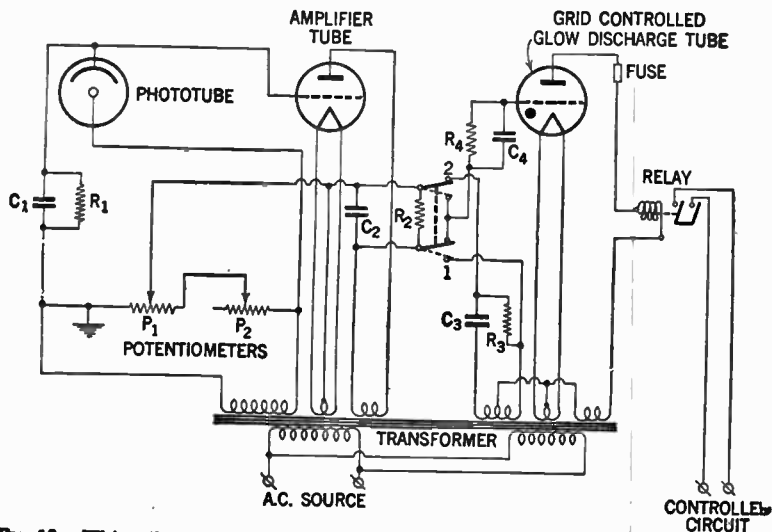 AMPLIFIER
TUBE
GRID CONTROLLED
GLOW DISCHARGE TUBE
FUSE
PHOTOTUBE
R4
C4
2
RELAY
C1
R1
C2
R2
1
C3
R3
P1
P2
POTENTIOMETERS
TRANSFORMER
A.C. SOURCE
CONTROLLED
CIRCUIT